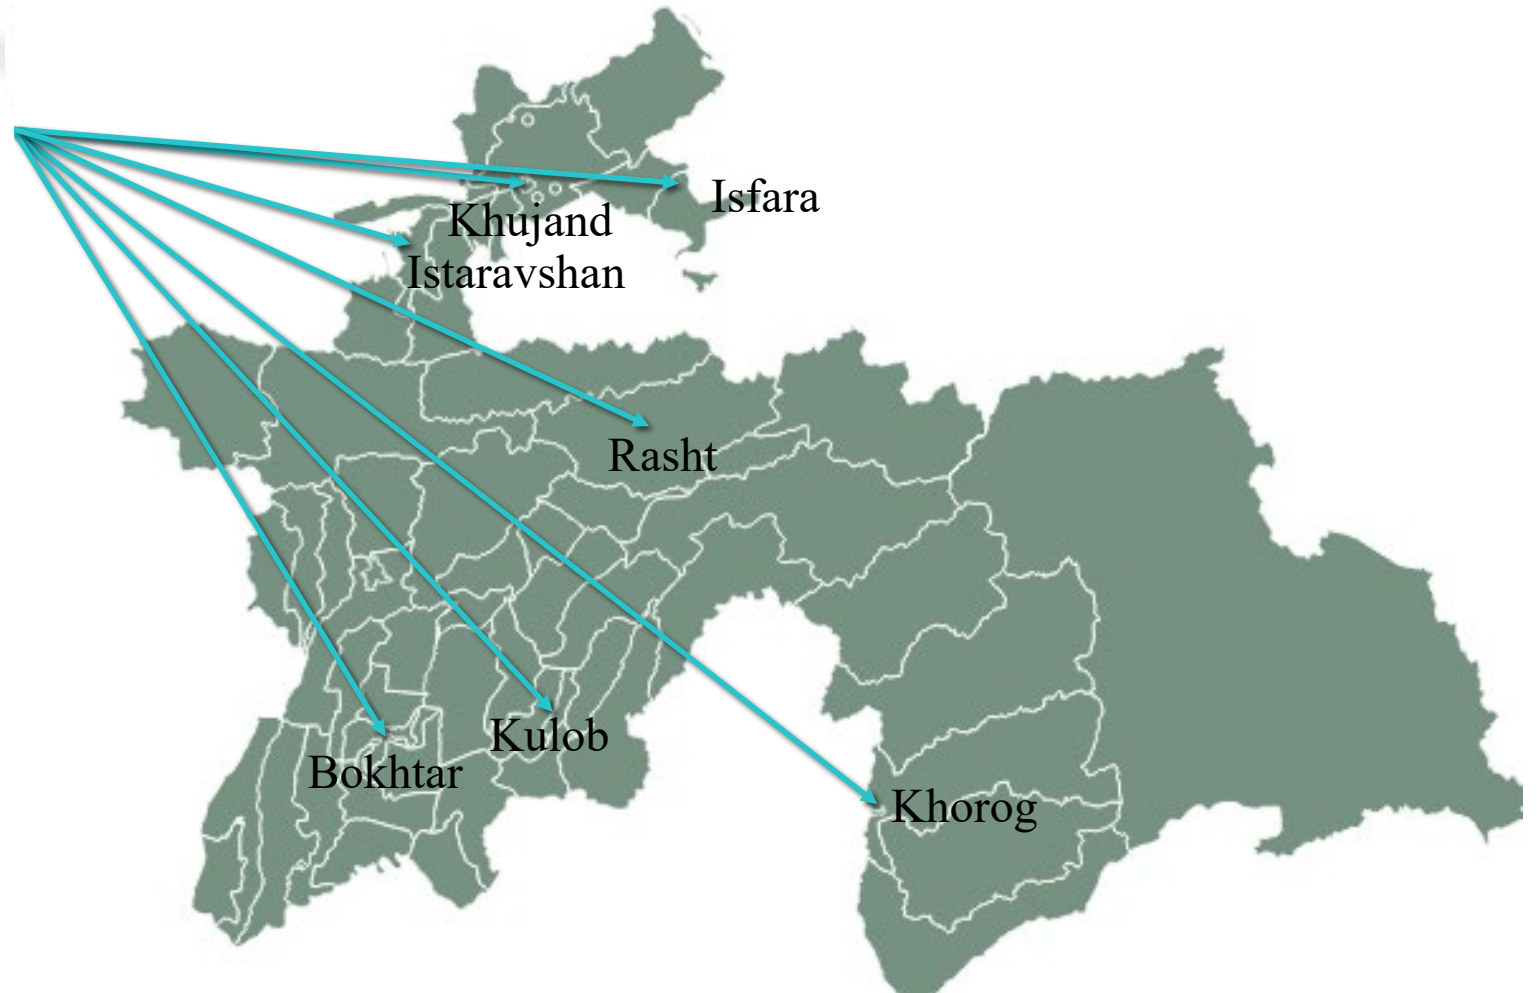 Isfara
Khujand
Istaravshan
Rasht
Kulob
Bokhtar
Khorog